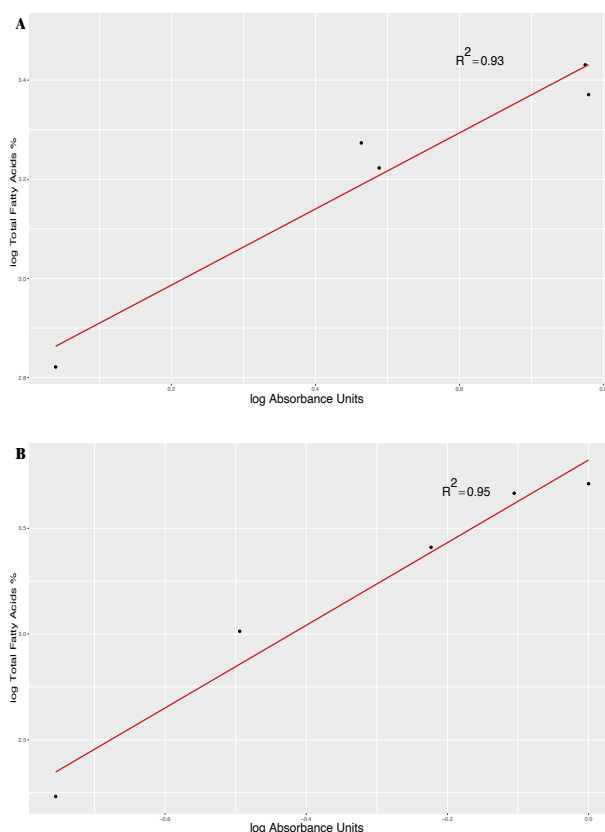 A
R2=0.93
3.4
3.2
3.0
2.8
log Total Fatty Acids %
0.2
0.4
0.6
0.8
log Absorbance Units
B
R2=0.95
3.5
3.0
2.5
log Total Fatty Acids %
−0.6
−0.4
−0.2
0.0
log Absorbance Units